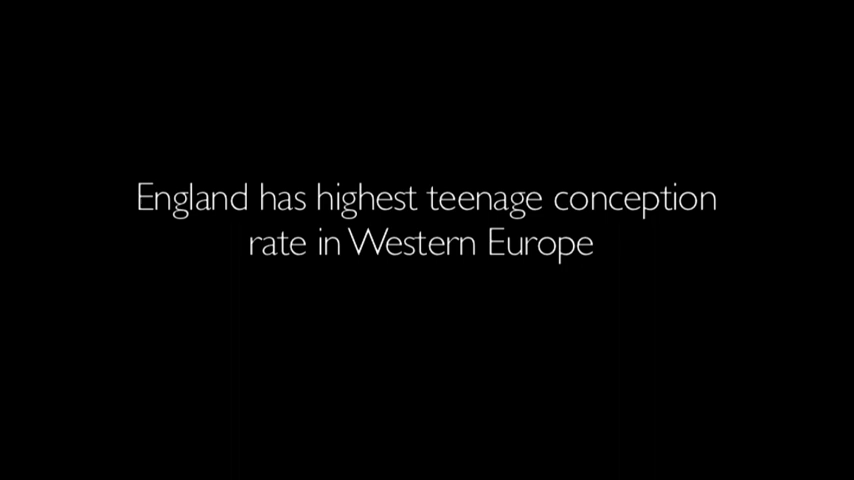 England has highest teenage conception
rate in Western Europe